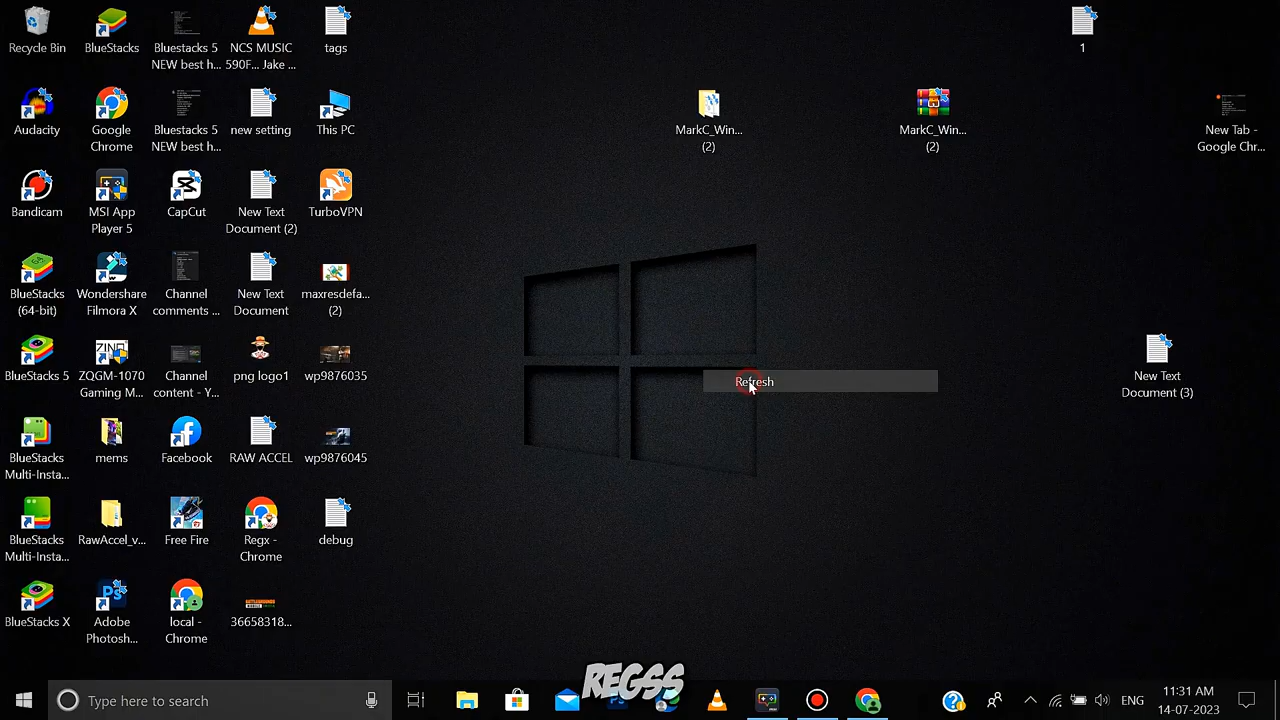 Recycle Bin
BlueStacks
Bluestacks 5
NEW best h...
NCS MUSIC
590F... Jake ...
tags
1
Audacity
Google
Chrome
Bluestacks 5
NEW best h...
new setting
This PC
MarkC_Win...
(2)
MarkC_Win...
(2)
New Tab -
Google Chr...
Bandicam
MSI App
Player 5
CapCut
New Text
Document (2)
TurboVPN
BlueStacks
(64-bit)
Wondershare
Filmora X
Channel
comments ...
New Text
Document
maxresdefa...
(2)
BlueStacks 5
ZQGM-1070
Gaming M...
Channel
content - Y...
png logo1
wp9876035
Refresh
New Text
Document (3)
BlueStacks
Multi-Insta...
mems
Facebook
RAW ACCEL
wp9876045
BlueStacks
Multi-Insta...
RawAccel_v...
Free Fire
Regx -
Chrome
debug
BlueStacks X
Adobe
Photosh...
local -
Chrome
36658318...
REGSS
Type here to search
ENG
:31 AM
14-07-2023